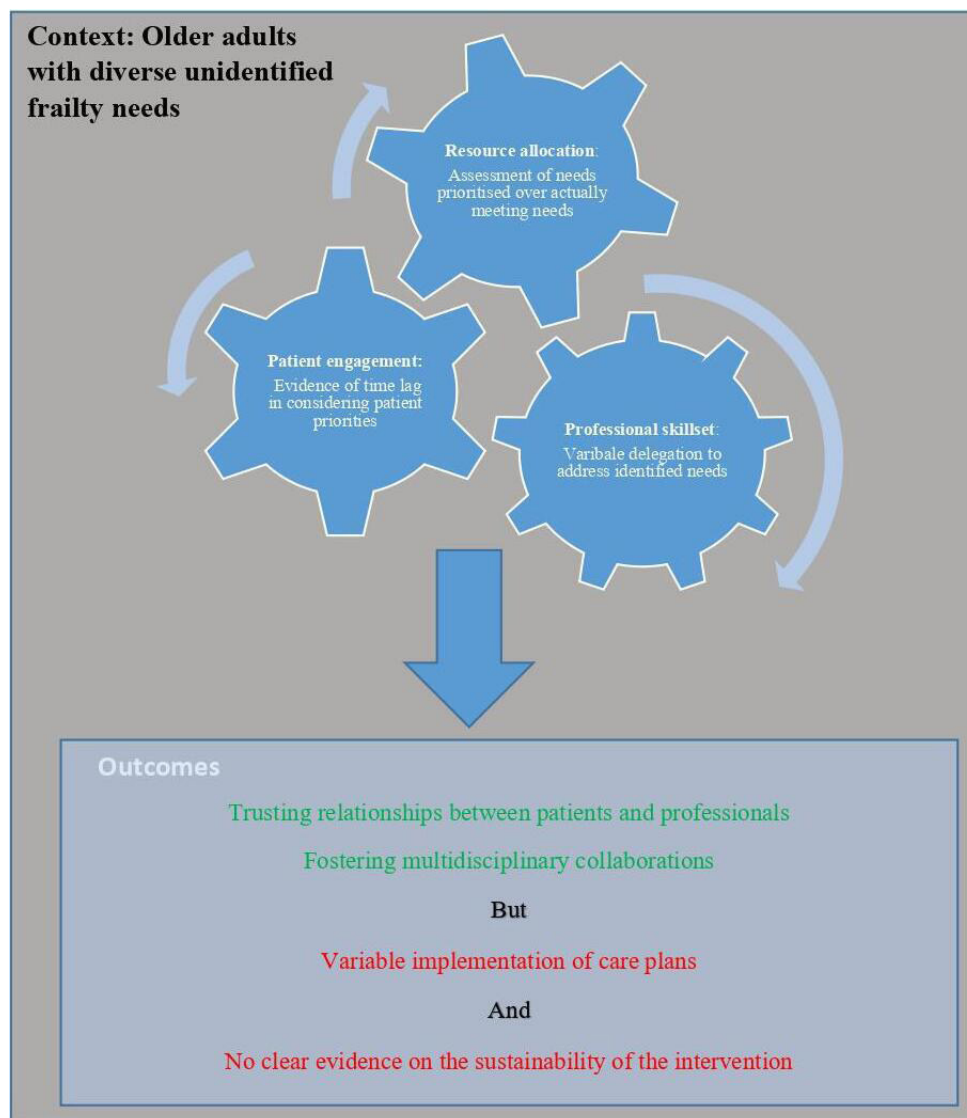 Context: Older adults
with diverse unidentified
frailty needs
Resource allocation:
Assessment of needs
prioritised over actually
meeting needs
Patient engagement:
Evidence of time lag
in considering patient
priorities
Professional skillset:
Varibale delegation to
address identified needs
Outcomes
Trusting relationships between patients and professionals
Fostering multidisciplinary collaborations
But
Variable implementation of care plans
And
No clear evidence on the sustainability of the intervention